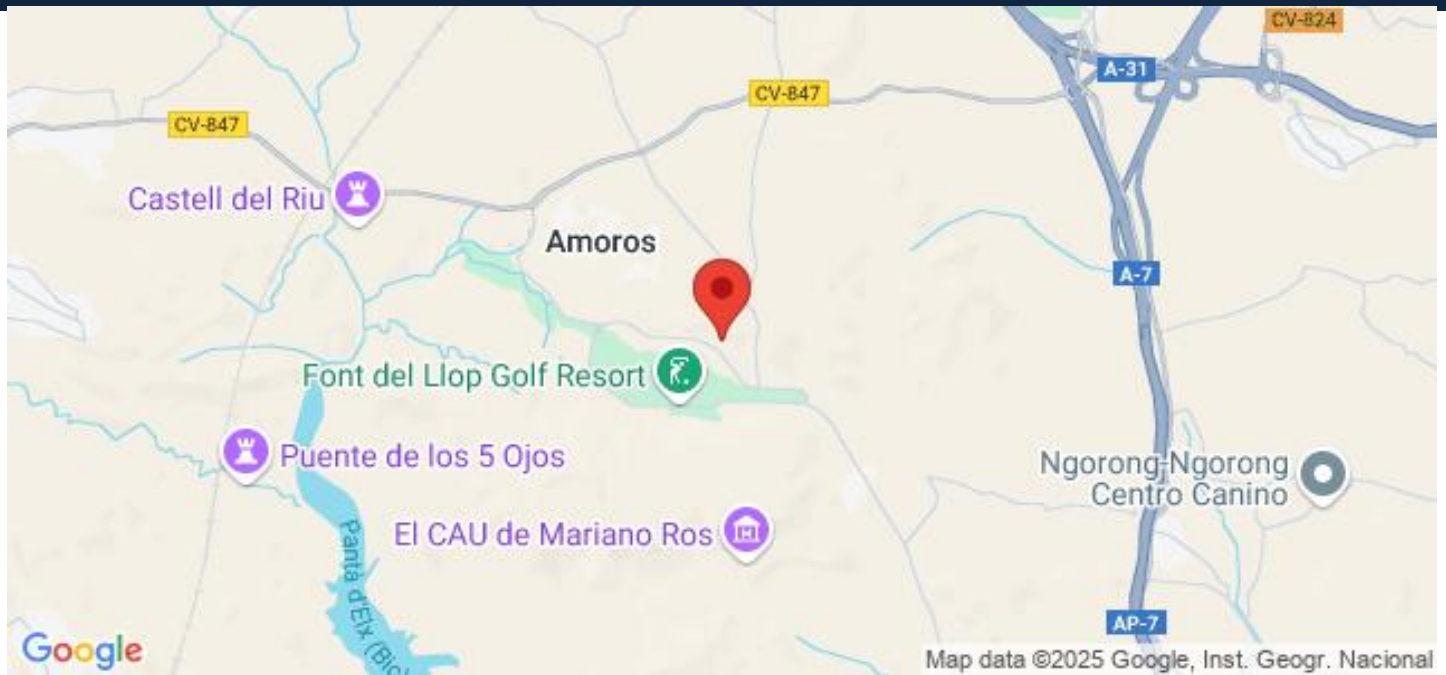 CV-824
A-31
CV-847
CV-847
Castell del Riu
Amoros
A-7
Font del Llop Golf Resort
Puente de los 5 Ojos
Ngorong-Ngorong
Centro Canino
El CAU de Mariano Ros
Pantà d'Elx
AP-7
Google
Map data ©2025 Google, Inst. Geogr. Nacional